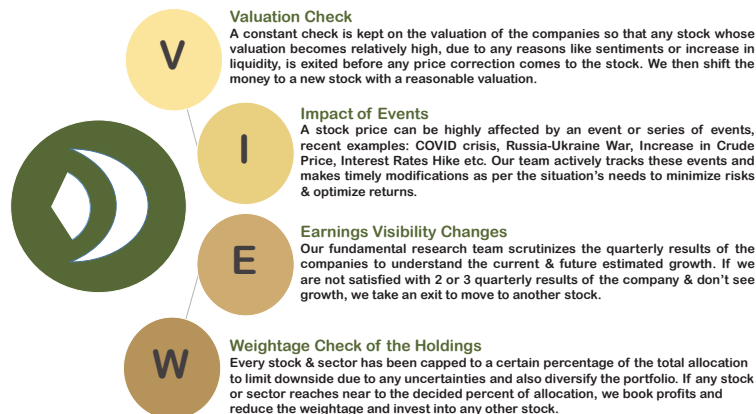 V
Valuation Check
A constant check is kept on the valuation of the companies so that any stock whose
valuation becomes relatively high, due to any reasons like sentiments or increase in
liquidity, is exited before any price correction comes to the stock. We then shift the
money to a new stock with a reasonable valuation.
I
Impact of Events
A stock price can be highly affected by an event or series of events,
recent examples: COVID crisis, Russia-Ukraine War, Increase in Crude
Price, Interest Rates Hike etc. Our team actively tracks these events and
makes timely modifications as per the situation's needs to minimize risks
& optimize returns.
E
Earnings Visibility Changes
Our fundamental research team scrutinizes the quarterly results of the
companies to understand the current & future estimated growth. If we
are not satisfied with 2 or 3 quarterly results of the company & don't see
growth, we take an exit to move to another stock.
W
Weightage Check of the Holdings
Every stock & sector has been capped to a certain percentage of the total allocation
to limit downside due to any uncertainties and also diversify the portfolio. If any stock
or sector reaches near to the decided percent of allocation, we book profits and
reduce the weightage and invest into any other stock.